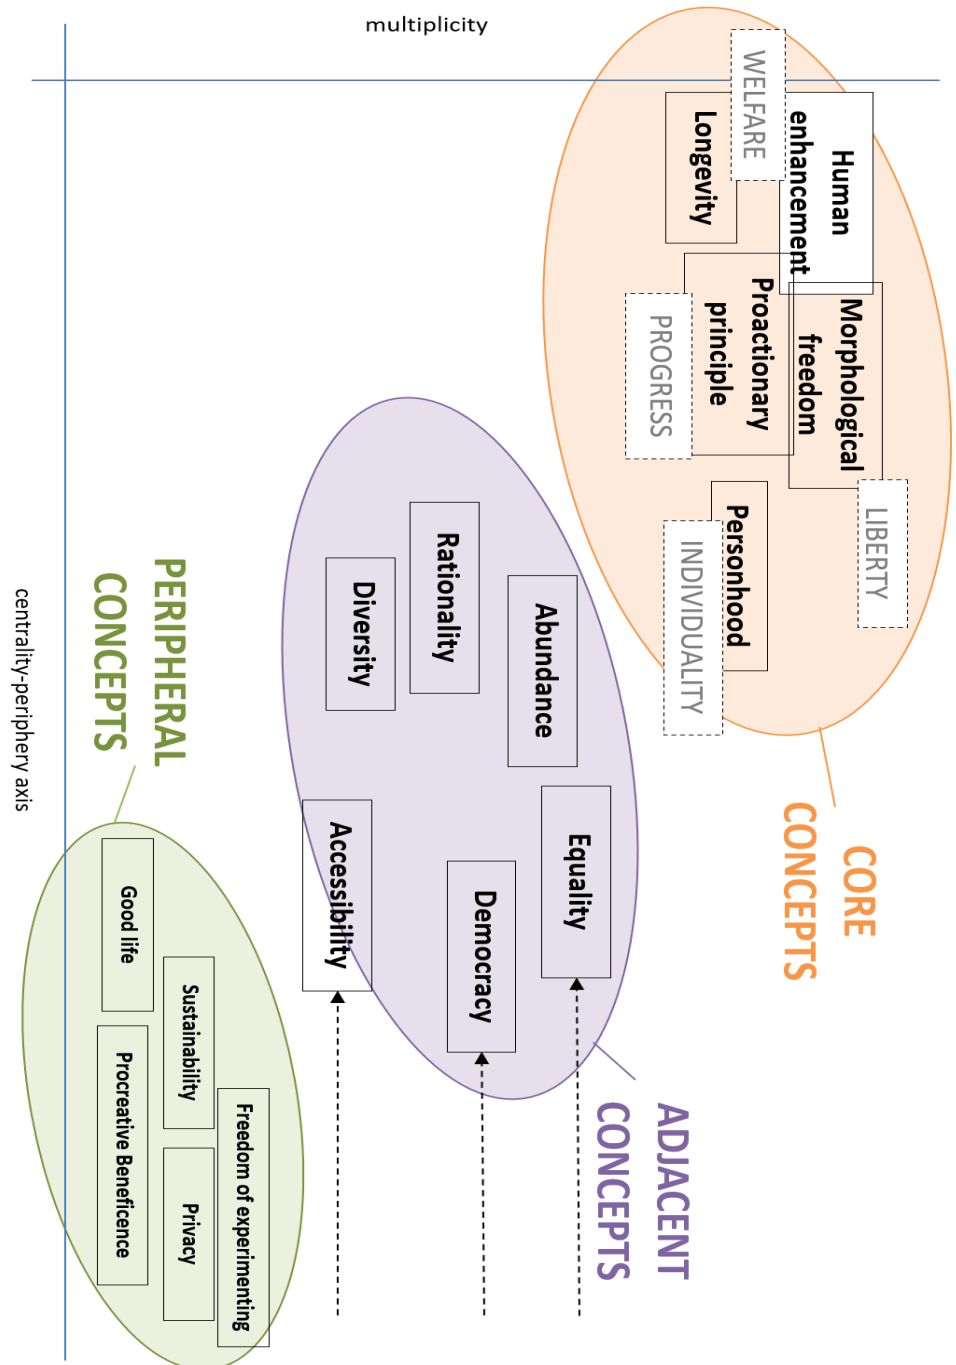 multiplicity
WELFARE
Human
enhancement
Longevity
Morphological
freedom
Proactionary
principle
PROGRESS
LIBERTY
Personhood
INDIVIDUALITY
CORE
CONCEPTS
Rationality
Diversity
Abundance
Equality
Democracy
Accessibility
ADJACENT
CONCEPTS
PERIPHERAL
CONCEPTS
Good life
Sustainability
Procreative Beneficence
Freedom of experimenting
Privacy
centrality-periphery axis